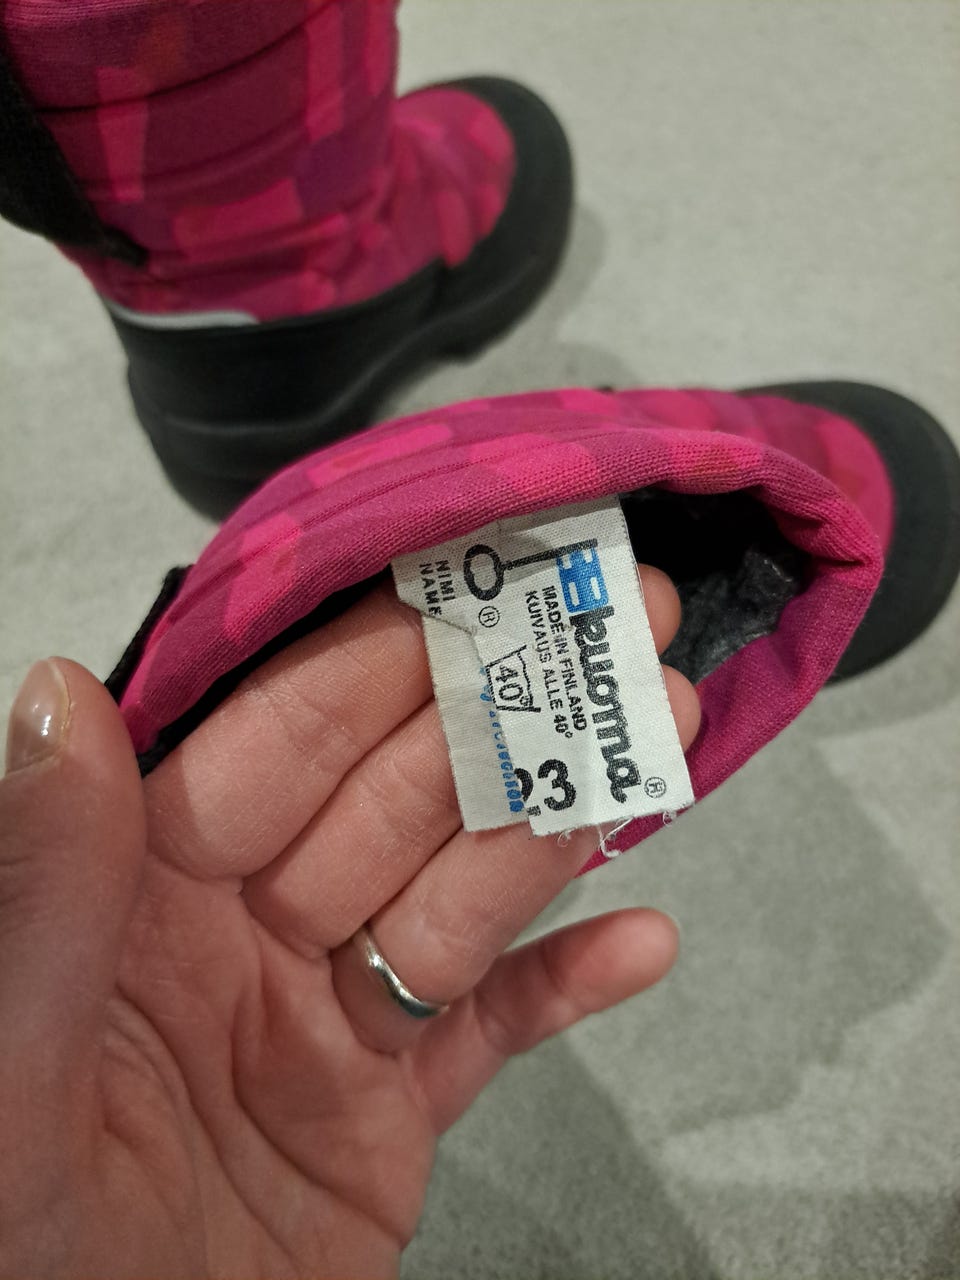 kuoma®
MADE IN FINLAND
KUIVAUS ALLE 40°
23
®
40°
NIMI
NAME